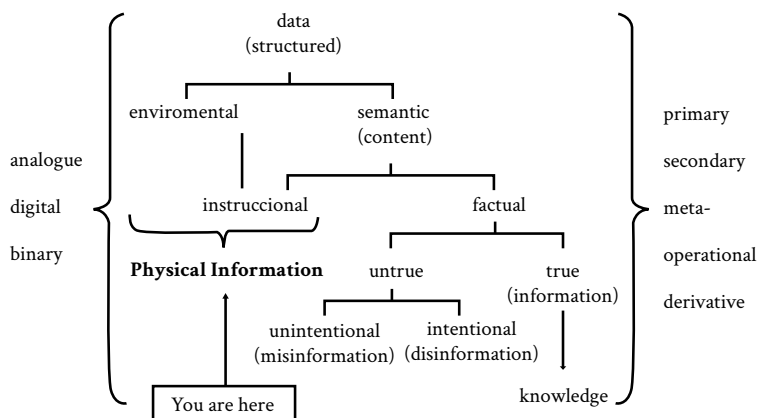 data
(structured)
enviromental
semantic
(content)
primary
analogue
secondary
instruccional
factual
digital
meta-
binary
operational
Physical Information
untrue
true
(information)
derivative
unintentional
(misinformation)
intentional
(disinformation)
knowledge
You are here